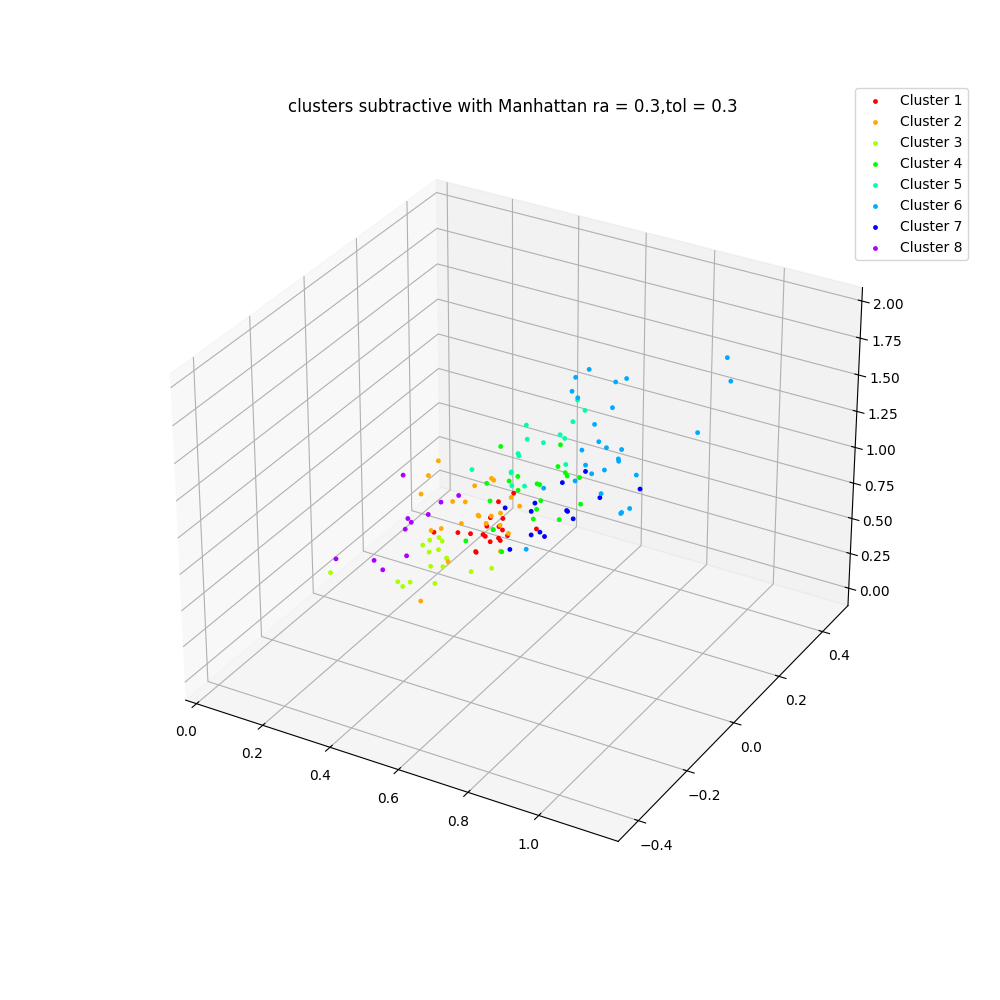 clusters subtractive with Manhattan ra = 0.3,tol = 0.3
Cluster 1
Cluster 2
Cluster 3
Cluster 4
Cluster 5
Cluster 6
Cluster 7
Cluster 8
2.00
1.75
1.50
1.25
1.00
0.75
0.50
0.25
0.00
0.4
0.2
0.0
−0.2
−0.4
0.0
0.2
0.4
0.6
0.8
1.0